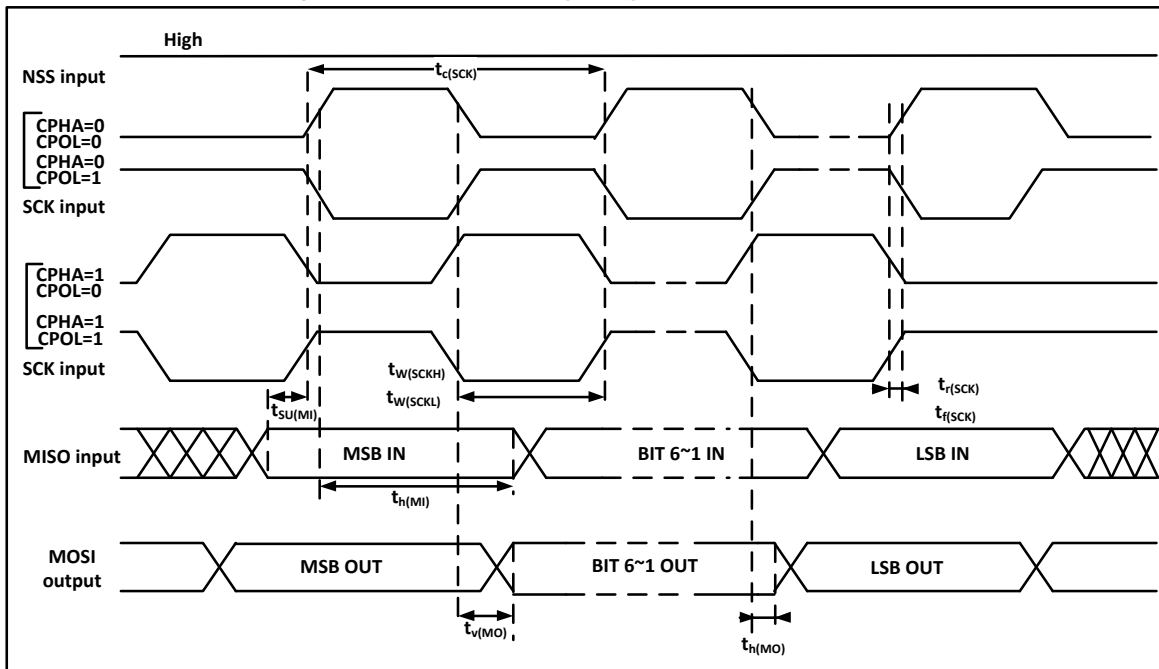 High
NSS input
tc(SCK)
CPHA=0
CPOL=0
CPHA=0
CPOL=1
SCK input
CPHA=1
CPOL=0
CPHA=1
CPOL=1
SCK input
tW(SCKH)
tW(SCKL)
tr(SCK)
tf(SCK)
tSU(MI)
MISO input
MSB IN
BIT 6~1 IN
LSB IN
th(MI)
MOSI
output
MSB OUT
BIT 6~1 OUT
LSB OUT
tv(MO)
th(MO)